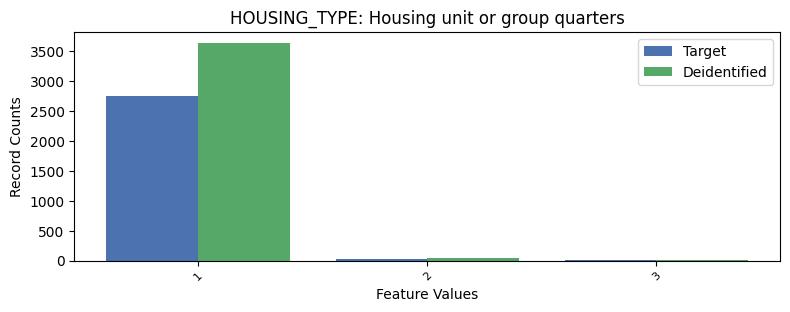 HOUSING_TYPE: Housing unit or group quarters
Target
Deidentified
Record Counts
3500
3000
2500
2000
1500
1000
500
0
1
2
3
Feature Values